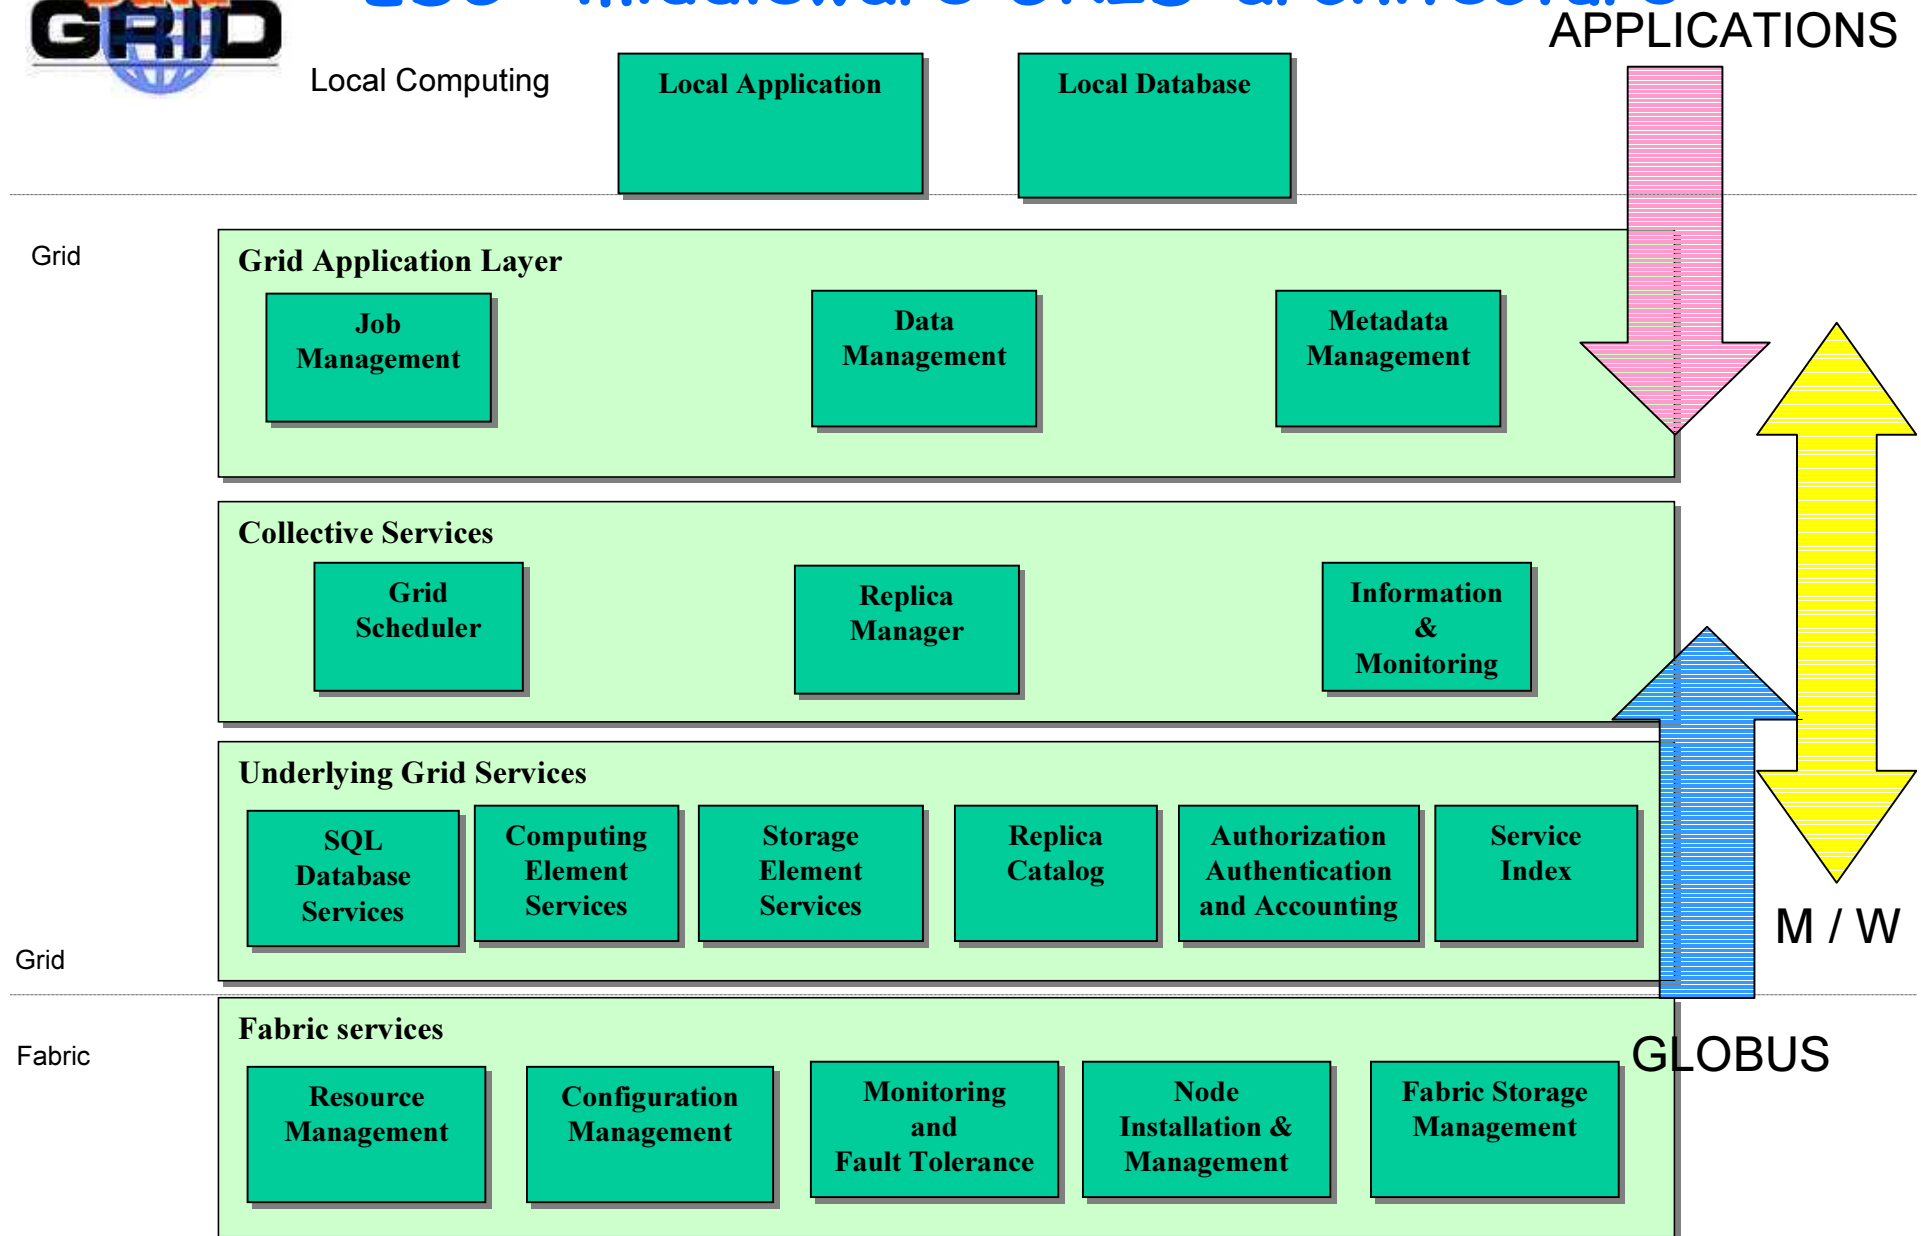 GRID
APPLICATIONS
Local Computing
Local Application
Local Database
Grid
Grid Application Layer
Job
Management
Data
Management
Metadata
Management
Collective Services
Grid
Scheduler
Replica
Manager
Information
&
Monitoring
Underlying Grid Services
SQL
Database
Services
Computing
Element
Services
Storage
Element
Services
Replica
Catalog
Authorization
Authentication
and Accounting
Service
Index
M / W
Grid
Fabric services
Fabric
GLOBUS
Resource
Management
Configuration
Management
Monitoring
and
Fault Tolerance
Node
Installation &
Management
Fabric Storage
Management